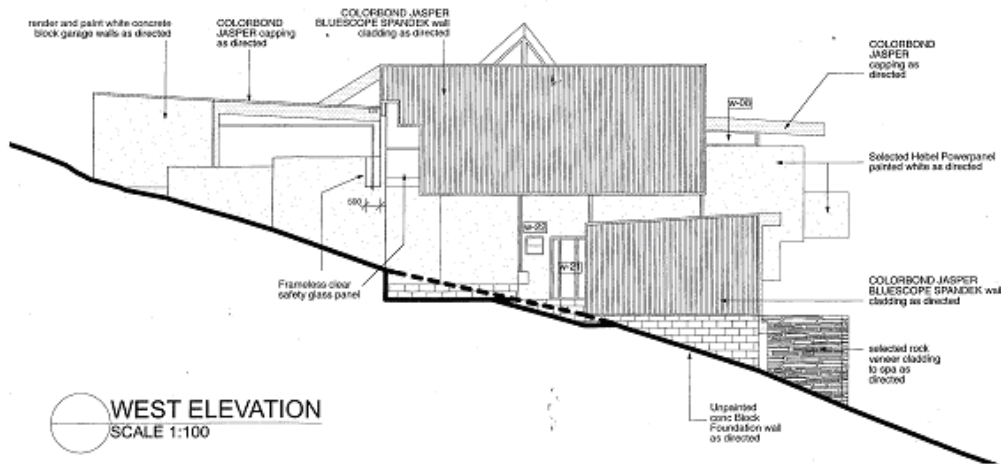 render and paint white concrete
block garage walls as directed
COLORBOND
JASPER capping
as directed
COLORBOND JASPER
BLUESCOPE SPANDEK wall
cladding as directed
COLORBOND
JASPER
capping as
directed
w-08
Selected Hebel Powerpanel
painted white as directed
500
w-22
w-21
Frameless clear
safety glass panel
COLORBOND JASPER
BLUESCOPE SPANDEK wall
cladding as directed
selected rock
veneer cladding
to spa as
directed
Unpainted
conc Block
Foundation wall
as directed
WEST ELEVATION
SCALE 1:100